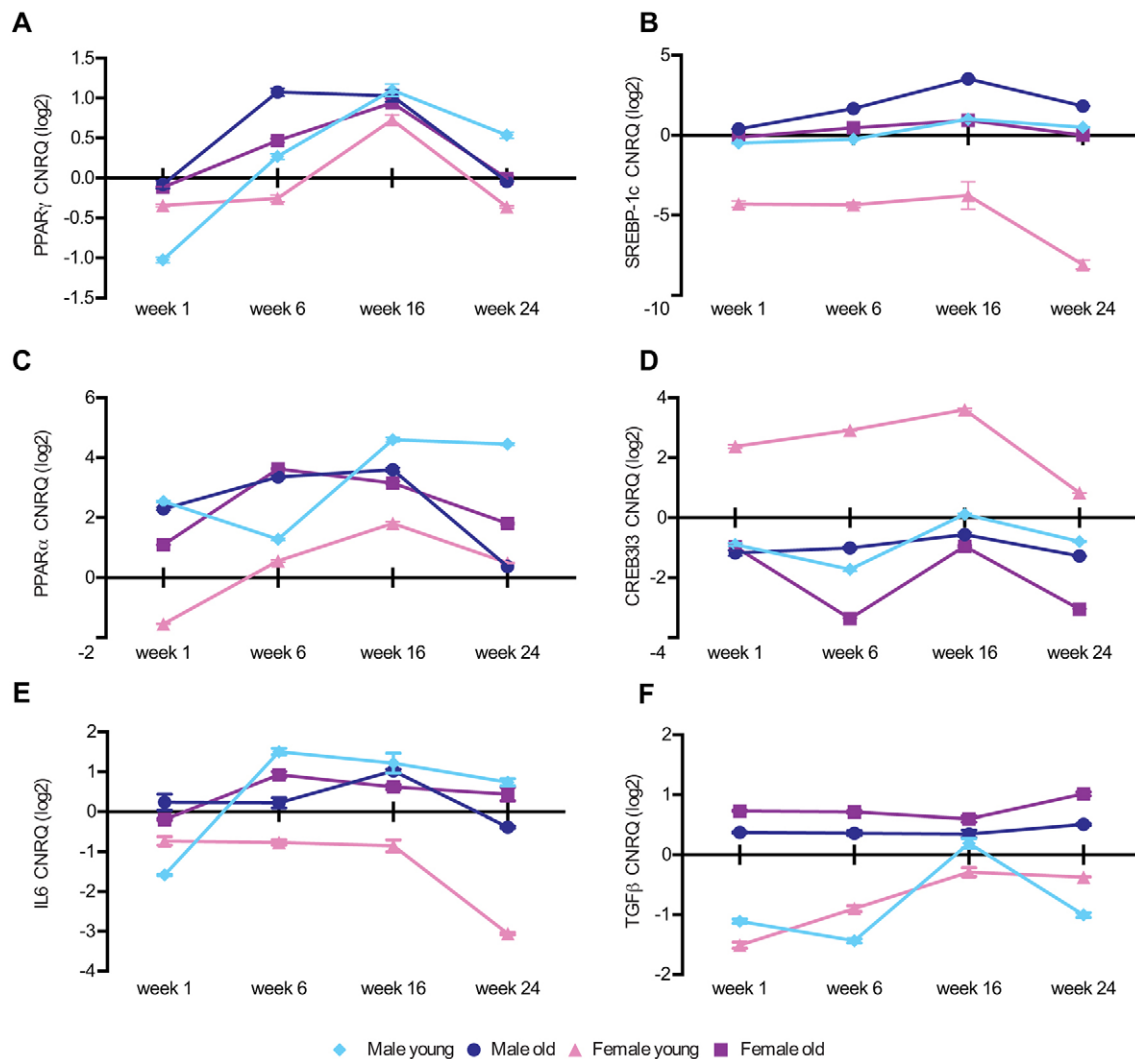 A
PPARγ CNRQ (log2)
1.5
1.0
0.5
0.0
-0.5
-1.0
-1.5
week 1 week 6 week 16 week 24
B
SREBP-1c CNRQ (log2)
5
0
-5
-10
week 1 week 6 week 16 week 24
C
PPARα CNRQ (log2)
6
4
2
0
-2
week 1 week 6 week 16 week 24
D
CREB3l3 CNRQ (log2)
4
2
0
-2
-4
week 1 week 6 week 16 week 24
E
IL6 CNRQ (log2)
2
1
0
-1
-2
-3
-4
week 1 week 6 week 16 week 24
F
TGFβ CNRQ (log2)
2
1
0
-1
-2
week 1 week 6 week 16 week 24
Male young Male old Female young Female old